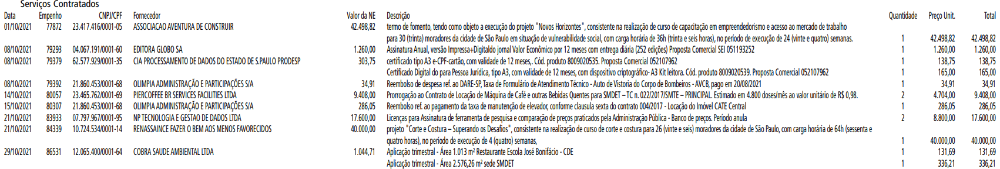 Serviços Contratados
Data Empenho CNPJ/CPF Fornecedor Valor da NE Descrição Quantidade Preço Unit. Total
01/10/2021 77872 23.417.416/0001-05 ASSOCIACAO AVENTURA DE CONSTRUIR 42.498,82 termo de fomento, tendo como objeto a execução do projeto "Novos Horizontes", consistente na realização de curso de capacitação em empreendedorismo e acesso ao mercado de trabalho
para 30 (trinta) moradores da cidade de São Paulo em situação de vulnerabilidade social, com carga horária de 36h (trinta e seis horas), no período de execução de 24 (vinte e quatro) semanas. 1 42.498,82 42.498,82
08/10/2021 79293 04.067.191/0001-60 EDITORA GLOBO SA 1.260,00 Assinatura Anual, versão Impressa+Digitaldo jornal Valor Econômico por 12 meses com entrega diária (252 edições) Proposta Comercial SEI 051193252 1 1.260,00 1.260,00
08/10/2021 79379 62.577.929/0001-35 CIA PROCESSAMENTO DE DADOS DO ESTADO DE S.PAULO PRODESP 303,75 certificado tipo A3 e-CPF-cartão, com validade de 12 meses,. Cód. produto 8009020535. Proposta Comercial 052107962 1 138,75 138,75
Certificado Digital do para Pessoa Jurídica, tipo A3, com validade de 12 meses, com dispositivo criptográfico- A3 Kit leitora. Cód. produto 8009020539. Proposta Comercial 052107962 1 165,00 165,00
08/10/2021 79392 21.860.453/0001-68 OLIMPIA ADMINISTRAÇÃO E PARTICIPAÇÕES S/A 34,91 Reembolso de despesa ref. ao DARE-SP, Taxa de Formulário de Atendimento Técnico - Auto de Vistoria do Corpo de Bombeiros - AVCB, pago em 20/08/2021 1 34,91 34,91
14/10/2021 80057 23.465.762/0001-69 PIERCOFFEE BR SERVICES FACILITIES LTDA 9.408,00 Prorrogação ao Contrato de Locação de Máquina de Café e outras Bebidas Quentes para SMDET – TC n. 022/2017/SMTE – PRINCIPAL. Estimado em 4.800 doses/mês ao valor unitário de R$ 0,98. 2 4.704,00 9.408,00
15/10/2021 80307 21.860.453/0001-68 OLIMPIA ADMINISTRAÇÃO E PARTICIPAÇÕES S/A 286,05 Reembolso ref. ao pagamento da taxa de manutenção de elevador, conforme clausula sexta do contrato 004/2017 - Locação do Imóvel CATE Central 1 286,05 286,05
21/10/2021 83933 07.797.967/0001-95 NP TECNOLOGIA E GESTAO DE DADOS LTDA 17.600,00 Licenças para Assinatura de ferramenta de pesquisa e comparação de preços praticados pela Administração Pública - Banco de preços. Período anula 2 8.800,00 17.600,00
21/10/2021 84339 10.724.534/0001-14 RENASSAINCE FAZER O BEM AOS MENOS FAVORECIDOS 40.000,00 projeto "Corte e Costura – Superando os Desafios", consistente na realização de curso de corte e costura para 26 (vinte e seis) moradores da cidade de São Paulo, com carga horária de 64h (sessenta e
quatro horas), no período de execução de 4 (quatro) semanas, 1 40.000,00 40.000,00
29/10/2021 86531 12.065.400/0001-64 COBRA SAUDE AMBIENTAL LTDA 1.044,71 Aplicação trimestral - Área 1.013 m² Restaurante Escola José Bonifácio - CDE 1 131,69 131,69
Aplicação trimestral - Área 2.576,26 m² sede SMDET 1 336,21 336,21